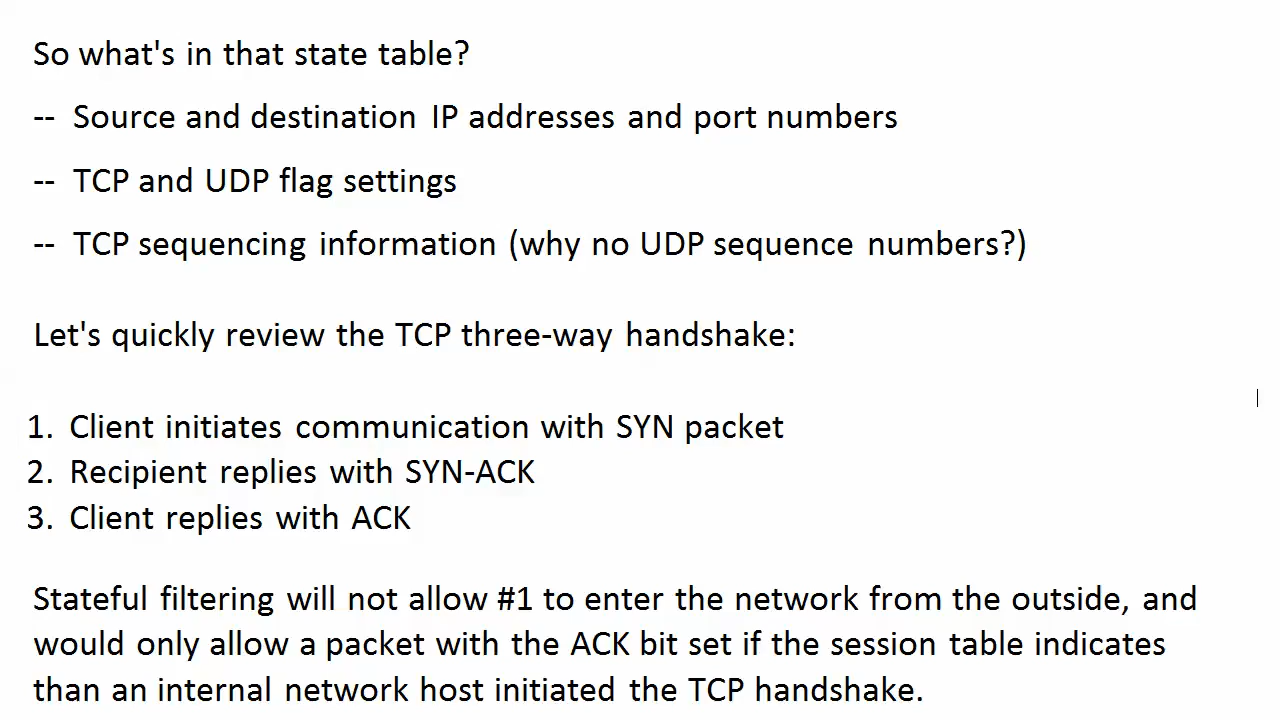 So what's in that state table?
-- Source and destination IP addresses and port numbers
-- TCP and UDP flag settings
-- TCP sequencing information (why no UDP sequence numbers?)
Let's quickly review the TCP three-way handshake:
1. Client initiates communication with SYN packet
2. Recipient replies with SYN-ACK
3. Client replies with ACK
Stateful filtering will not allow #1 to enter the network from the outside, and
would only allow a packet with the ACK bit set if the session table indicates
than an internal network host initiated the TCP handshake.